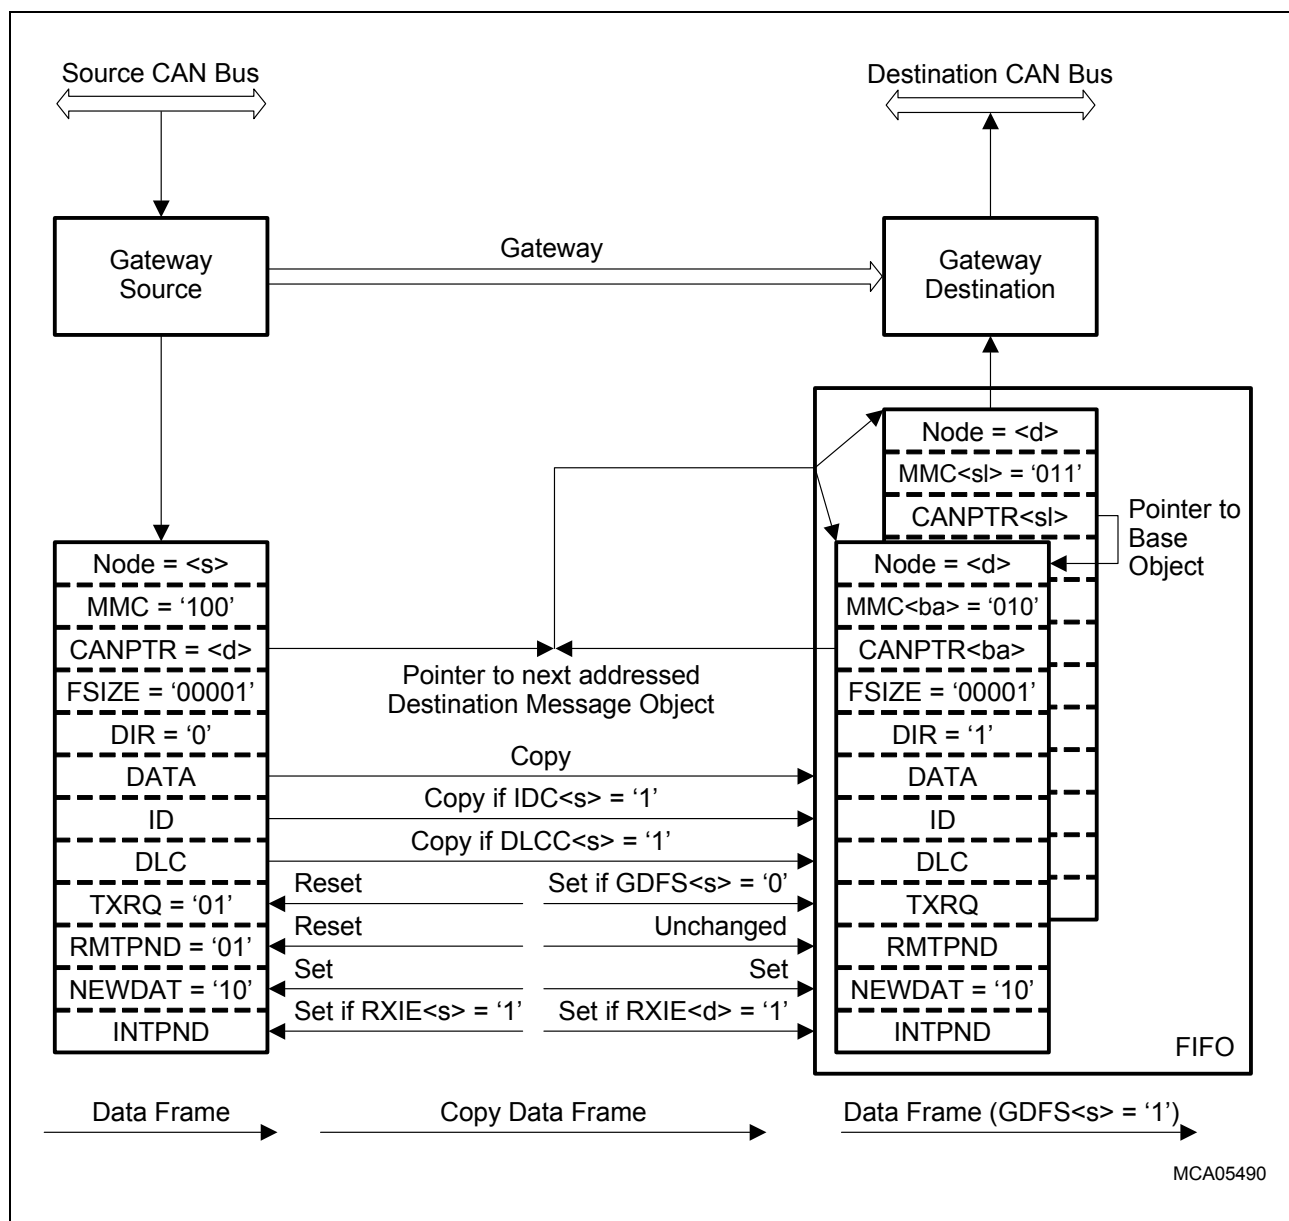 Source CAN Bus
Destination CAN Bus
Gateway
Source
Gateway
Gateway
Destination
Node = <d>
MMC<sl> = ‘011’
CANPTR<sl>
Pointer to
Base
Object
Node = <s>
MMC = ‘100’
CANPTR = <d>
FSIZE = ‘00001’
DIR = ‘0’
DATA
ID
DLC
TXRQ = ‘01’
RMTPND = ‘01’
NEWDAT = ‘10’
INTPND
Pointer to next addressed
Destination Message Object
Copy
Copy if IDC<s> = ‘1’
Copy if DLCC<s> = ‘1’
Reset
Set if GDFS<s> = ‘0’
Reset
Unchanged
Set
Set
Set if RXIE<s> = ‘1’
Set if RXIE<d> = ‘1’
Node = <d>
MMC<ba> = ‘010’
CANPTR<ba>
FSIZE = ‘00001’
DIR = ‘1’
DATA
ID
DLC
TXRQ
RMTPND
NEWDAT = ‘10’
INTPND
FIFO
Data Frame
Copy Data Frame
Data Frame (GDFS<s> = ‘1’)
MCA05490